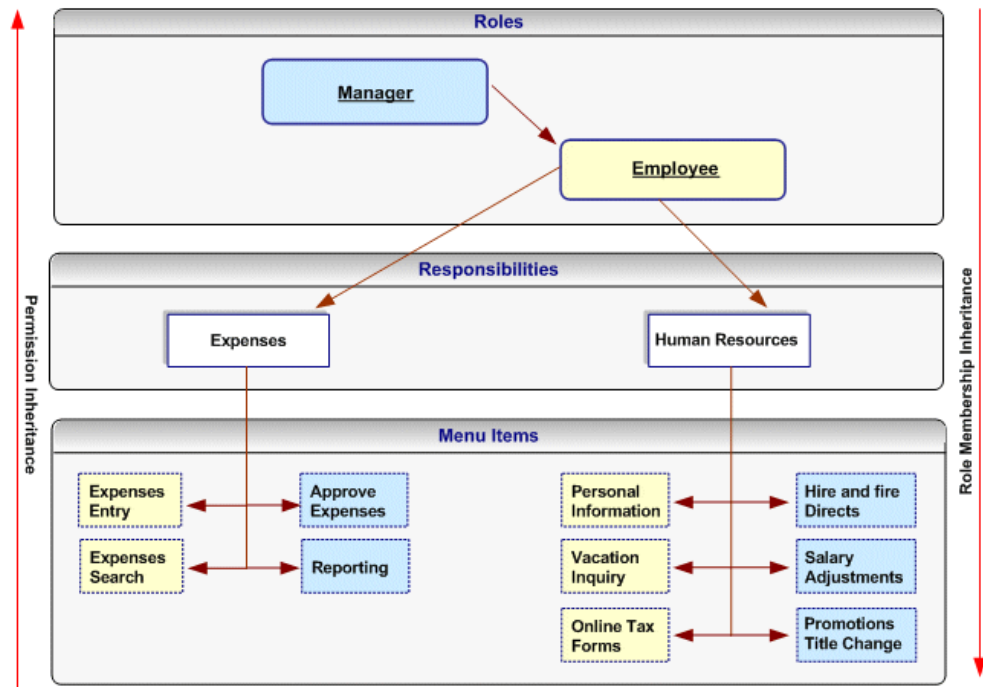 Roles
Manager
Employee
Responsibilities
Expenses
Human Resources
Permission Inheritance
Role Membership Inheritance
Menu Items
Expenses
Entry
Approve
Expenses
Personal
Information
Hire and fire
Directs
Expenses
Search
Reporting
Vacation
Inquiry
Salary
Adjustments
Online Tax
Forms
Promotions
Title Change